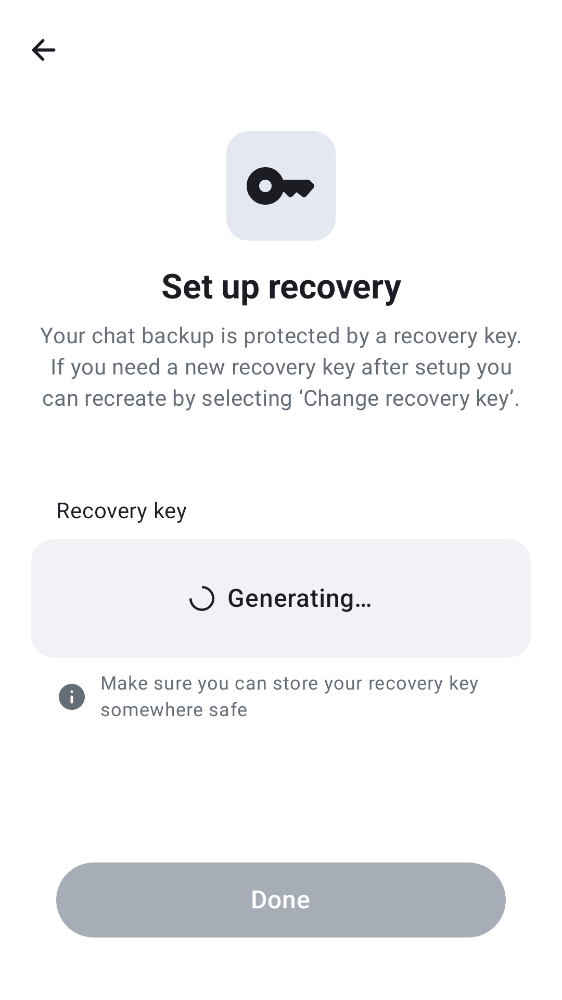 Set up recovery
Your chat backup is protected by a recovery key.
If you need a new recovery key after setup you
can recreate by selecting ‘Change recovery key’.
Recovery key
Generating…
Make sure you can store your recovery key
somewhere safe
Done